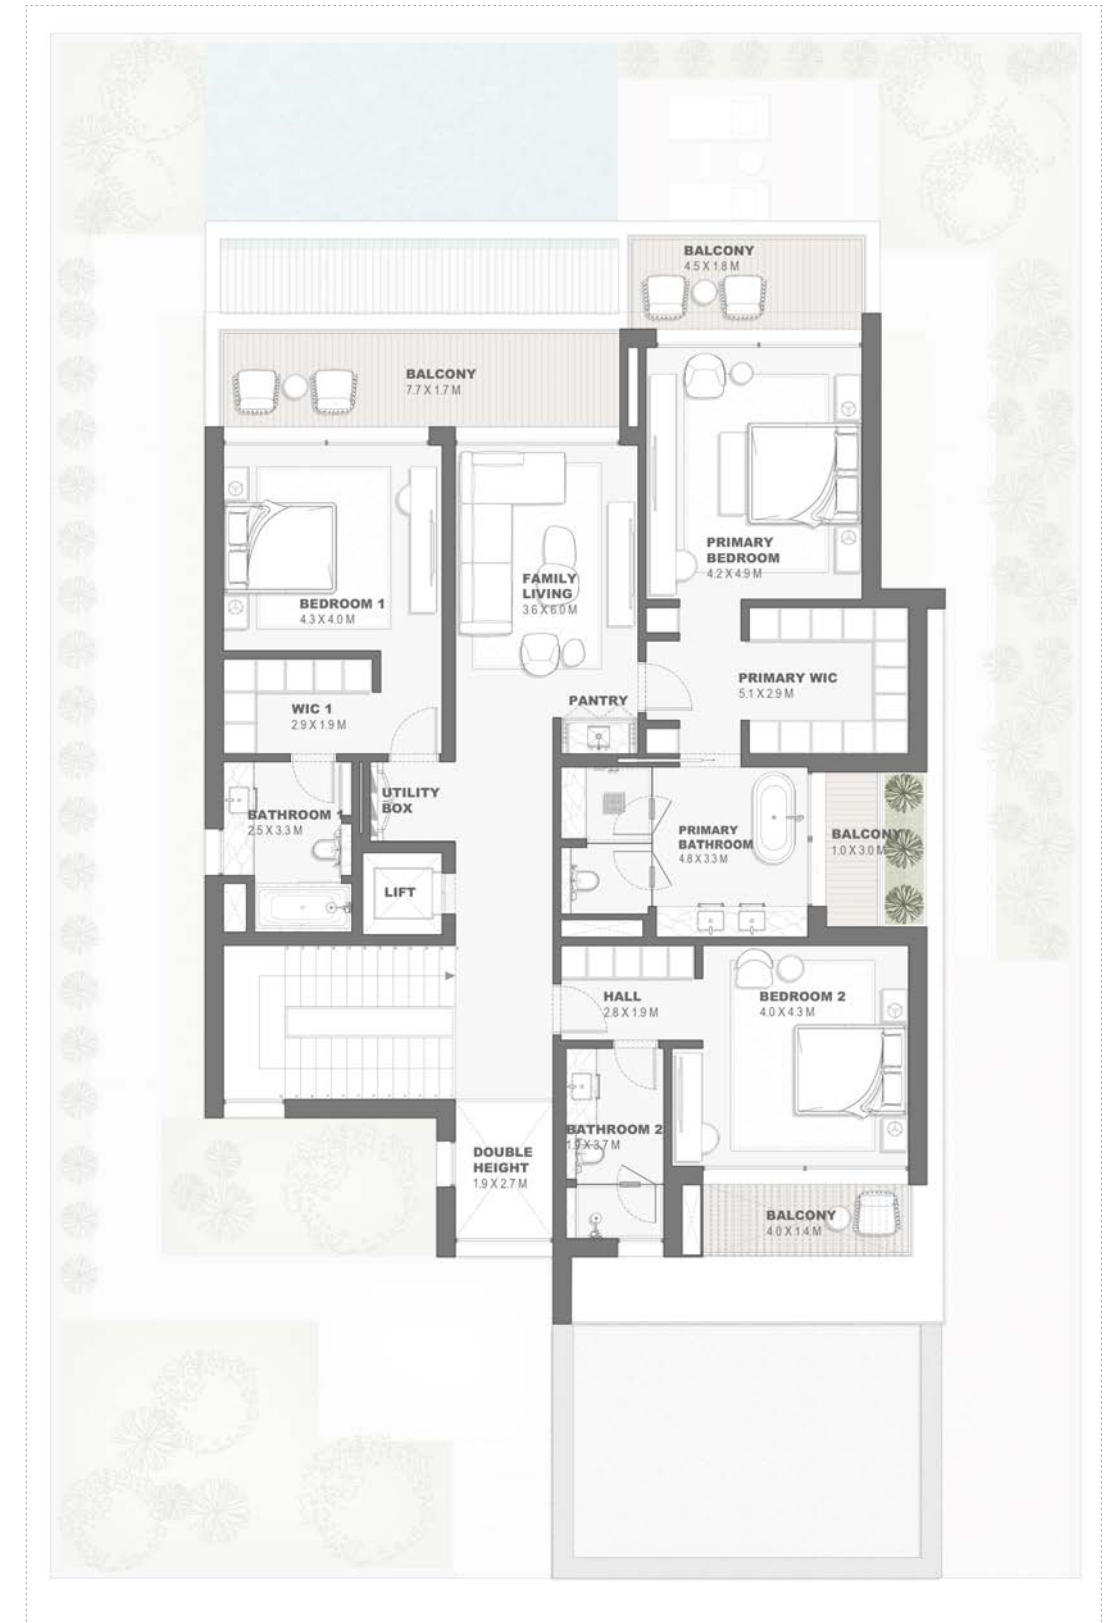 BALCONY
4.5 X 1.8 M
BALCONY
7.7 X 1.7 M
PRIMARY
BEDROOM
4.2 X 4.9 M
FAMILY
LIVING
3.6 X 6.0 M
BEDROOM 1
4.3 X 4.0 M
PRIMARY WIC
5.1 X 2.9 M
PANTRY
WIC 1
2.9 X 1.9 M
UTILITY
BOX
BATHROOM 1
2.5 X 3.3 M
PRIMARY
BATHROOM
4.8 X 3.3 M
BALCONY
1.0 X 3.0 M
LIFT
HALL
2.8 X 1.9 M
BEDROOM 2
4.0 X 4.3 M
BATHROOM 2
1.9 X 3.7 M
DOUBLE
HEIGHT
1.9 X 2.7 M
BALCONY
4.0 X 1.4 M